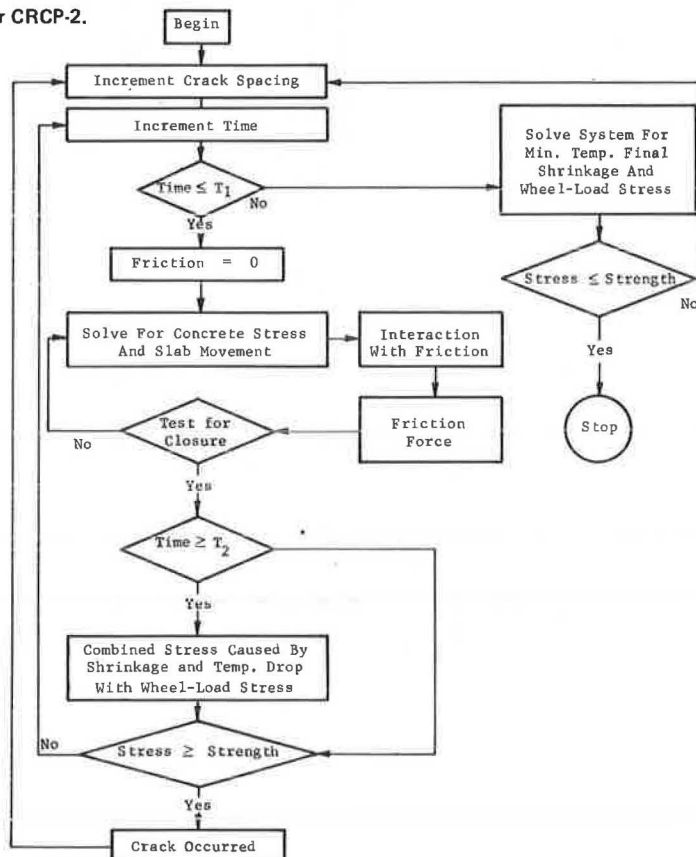 r CRCP-2.
Begin
Increment Crack Spacing
Increment Time
Time ≤ T1
No
Yes
Friction = 0
Solve For Concrete Stress
And Slab Movement
Interaction
With Friction
Friction
Force
Test for
Closure
No
Yes
Time ≥ T2
Yes
Combined Stress Caused By
Shrinkage and Temp. Drop
With Wheel-Load Stress
Stress ≥ Strength
No
Yes
Crack Occurred
Solve System For
Min. Temp. Final
Shrinkage And
Wheel-Load Stress
Stress ≤ Strength
No
Yes
Stop